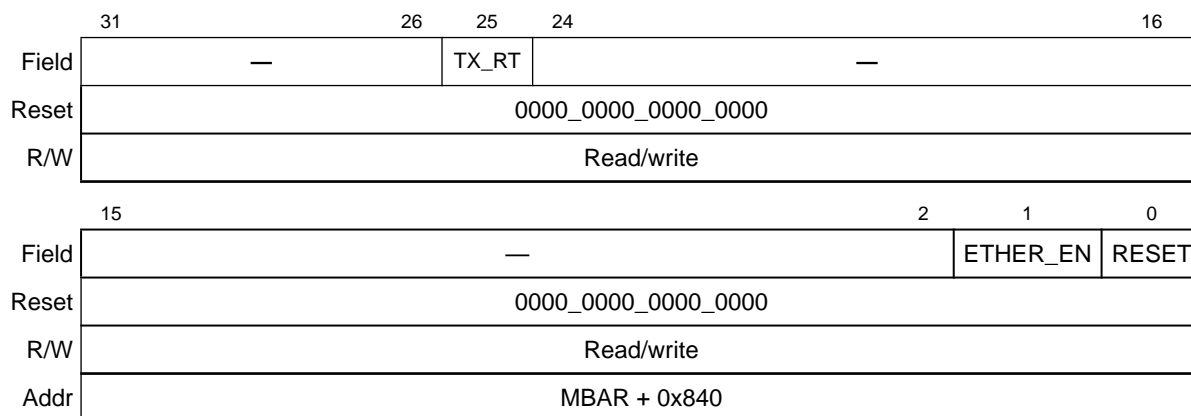 31 26 25 24 16
Field — TX_RT —
Reset 0000_0000_0000_0000
R/W Read/write
15 2 1 0
Field — ETHER_EN RESET
Reset 0000_0000_0000_0000
R/W Read/write
Addr MBAR + 0x840